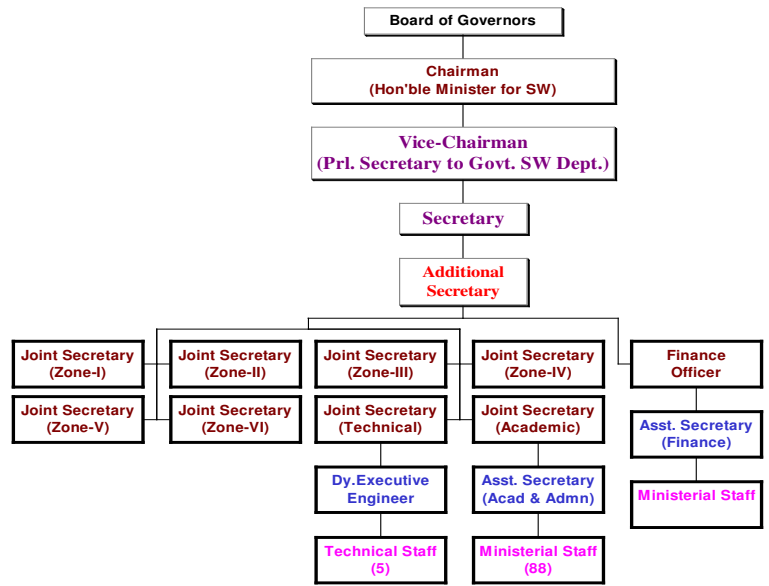 Board of Governors
Chairman
(Hon'ble Minister for SW)
Vice-Chairman
(Prl. Secretary to Govt. SW Dept.)
Secretary
Additional
Secretary
Joint Secretary
(Zone-I)
Joint Secretary
(Zone-II)
Joint Secretary
(Zone-III)
Joint Secretary
(Zone-IV)
Finance
Officer
Joint Secretary
(Zone-V)
Joint Secretary
(Zone-VI)
Joint Secretary
(Technical)
Joint Secretary
(Academic)
Asst. Secretary
(Finance)
Dy.Executive
Engineer
Asst. Secretary
(Acad & Admn)
Ministerial Staff
Technical Staff
(5)
Ministerial Staff
(88)